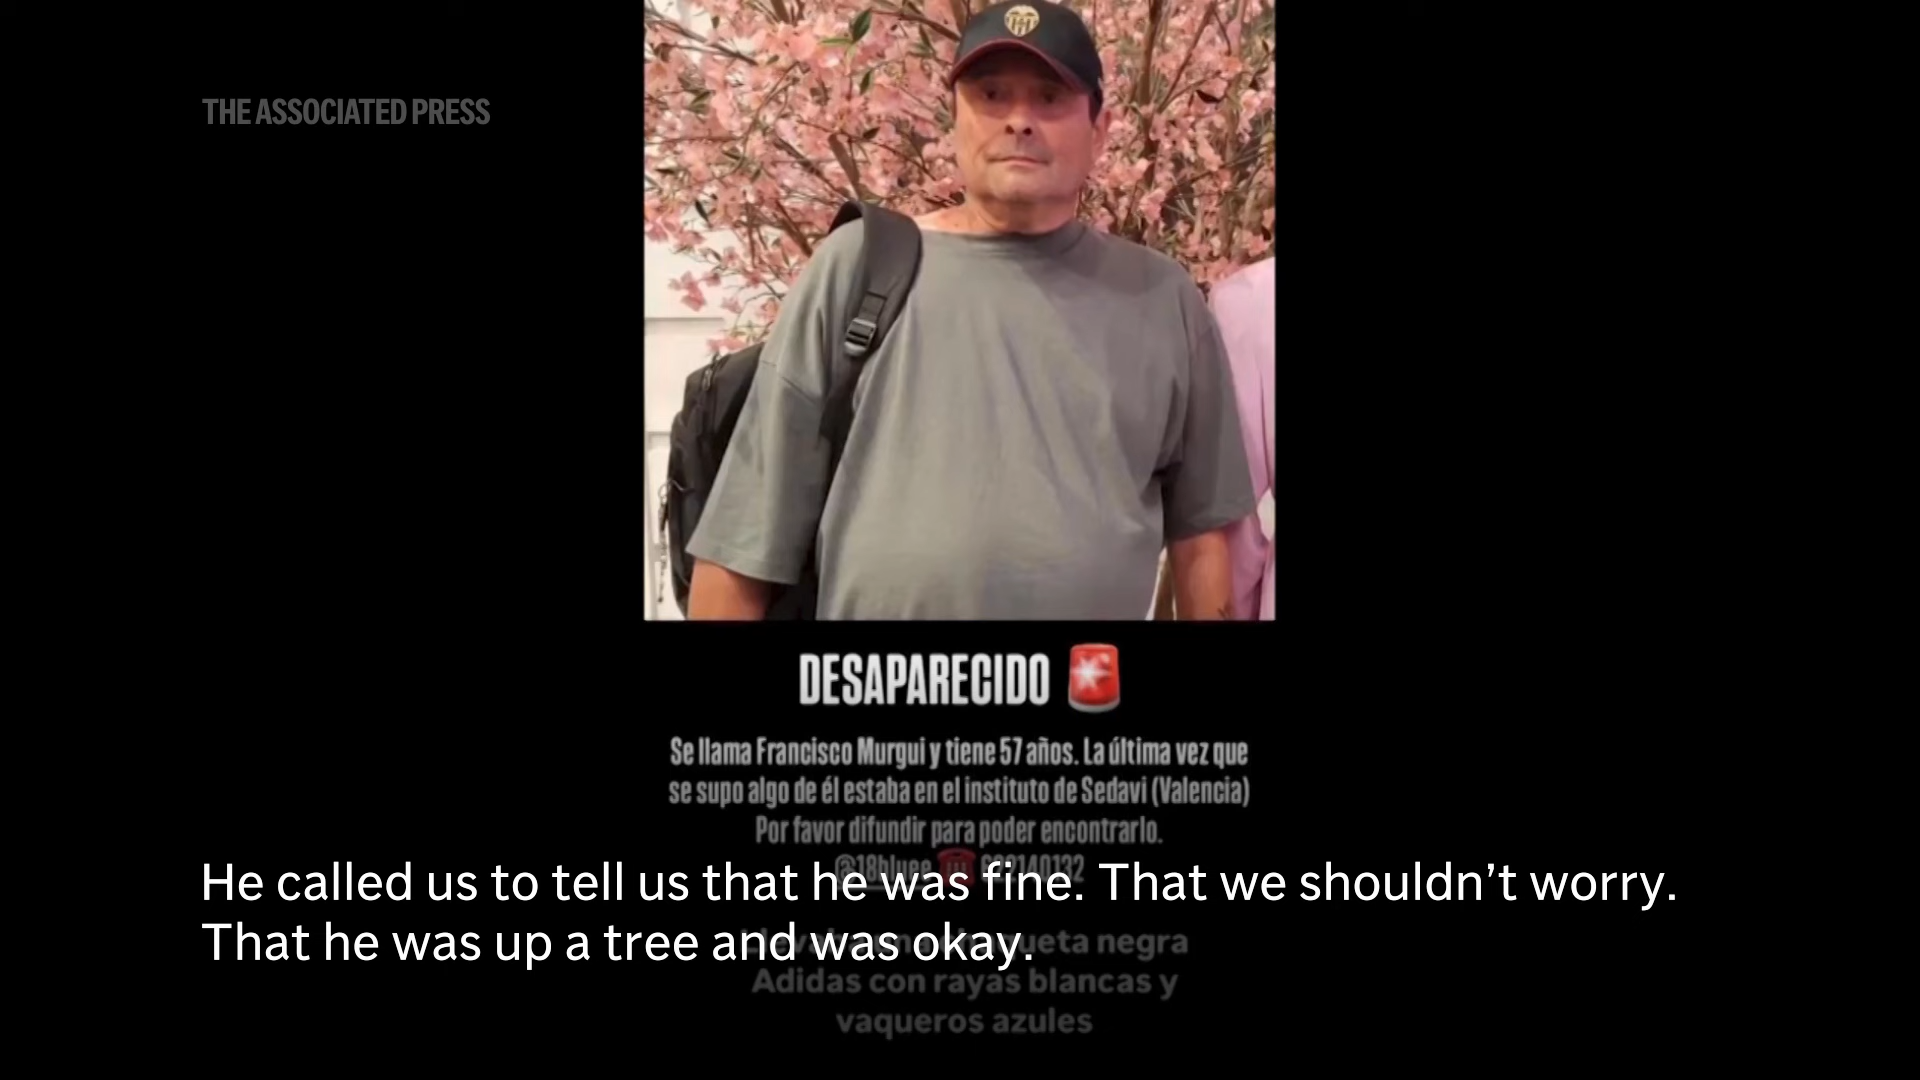 THE ASSOCIATED PRESS
DESAPARECIDO
Se llama Francisco Murgui y tiene 57 años. La última vez que
se supo algo de él estaba en el instituto de Sedavi (Valencia)
Por favor difundir para poder encontrarlo.
He called us to tell us that he was fine. That we shouldn’t worry.
That he was up a tree and was okay.
negra
Adidas con rayas blancas y
vaqueros azules